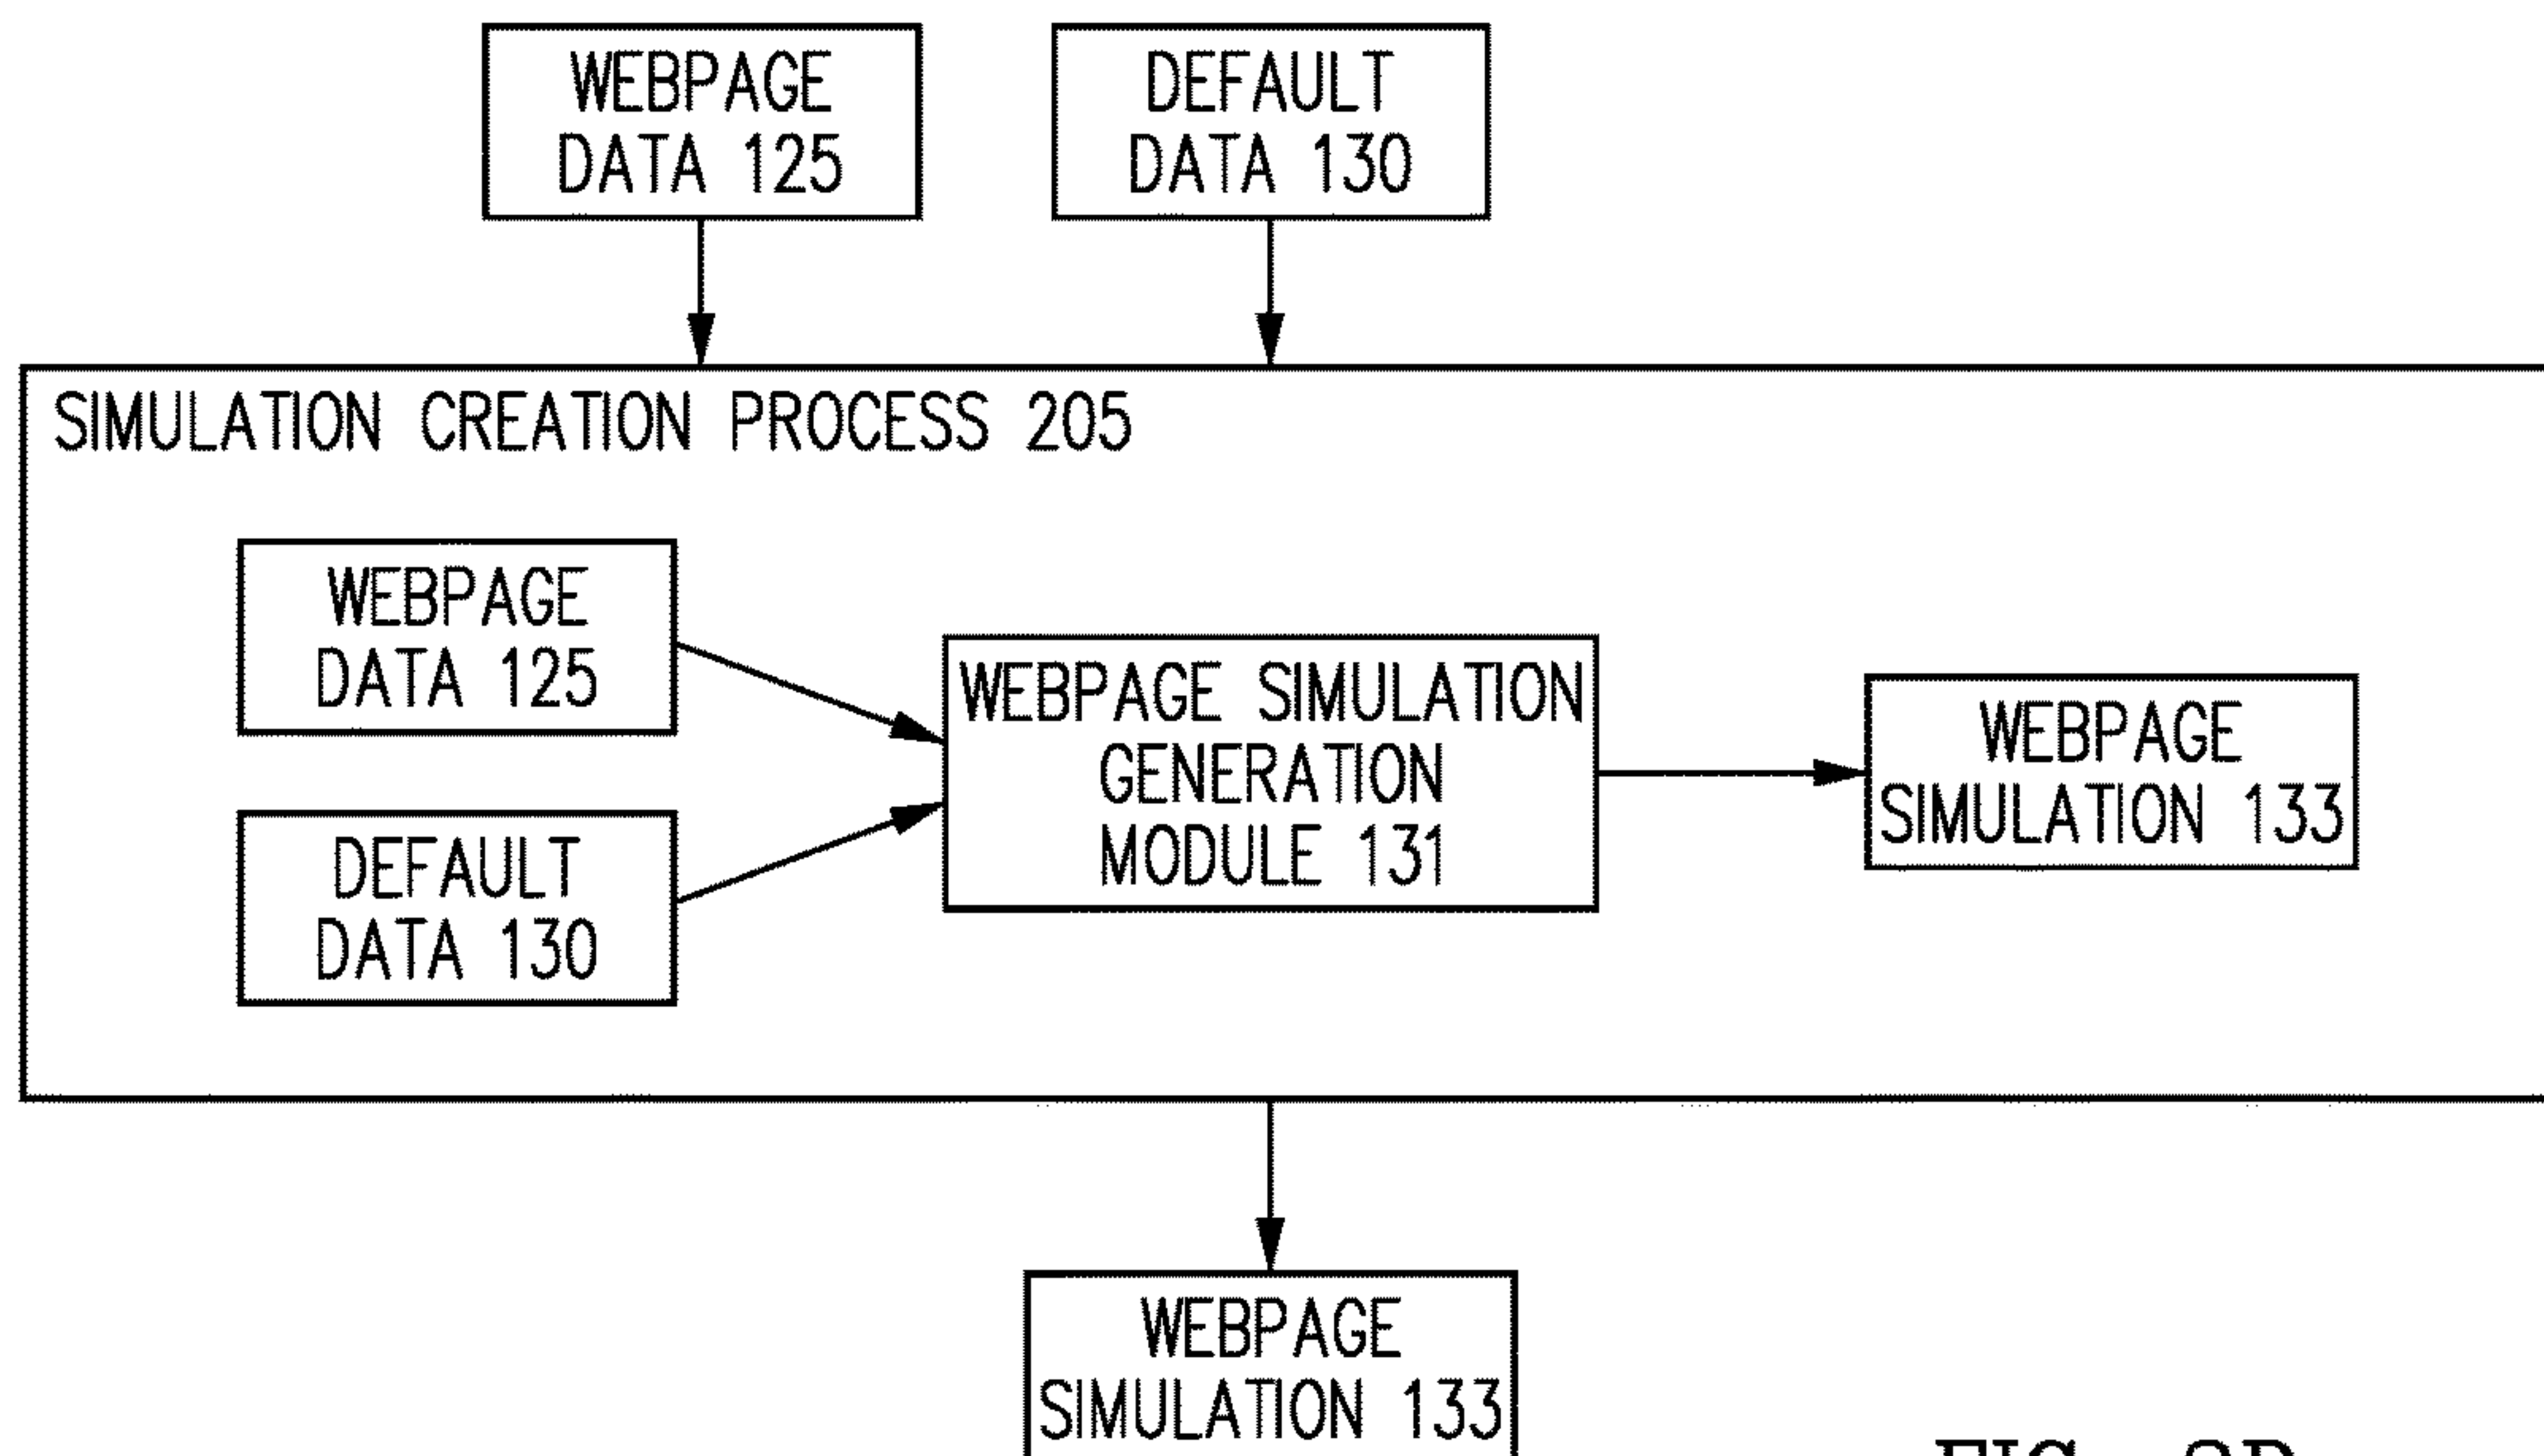 WEBPAGE
DATA 125
DEFAULT
DATA 130
SIMULATION CREATION PROCESS 205
WEBPAGE
DATA 125
DEFAULT
DATA 130
WEBPAGE SIMULATION
GENERATION
MODULE 131
WEBPAGE
SIMULATION 133
WEBPAGE
SIMULATION 133